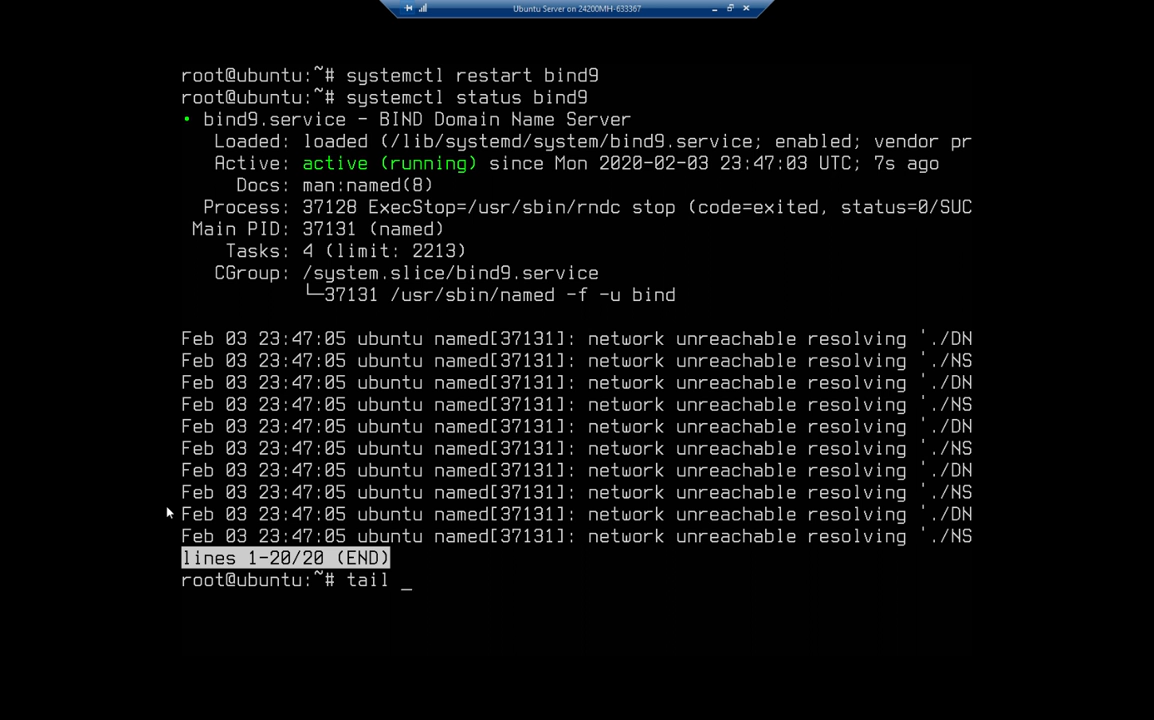 Ubuntu Server on 24200MH-633367
root@ubuntu:~# systemctl restart bind9
root@ubuntu:~# systemctl status bind9
• bind9.service - BIND Domain Name Server
Loaded: loaded (/lib/systemd/system/bind9.service; enabled; vendor pr
Active: active (running) since Mon 2020-02-03 23:47:03 UTC; 7s ago
Docs: man:named(8)
Process: 37128 ExecStop=/usr/sbin/rndc stop (code=exited, status=0/SUC
Main PID: 37131 (named)
Tasks: 4 (limit: 2213)
CGroup: /system.slice/bind9.service
└─37131 /usr/sbin/named -f -u bind
Feb 03 23:47:05 ubuntu named[37131]: network unreachable resolving './DN
Feb 03 23:47:05 ubuntu named[37131]: network unreachable resolving './NS
Feb 03 23:47:05 ubuntu named[37131]: network unreachable resolving './DN
Feb 03 23:47:05 ubuntu named[37131]: network unreachable resolving './NS
Feb 03 23:47:05 ubuntu named[37131]: network unreachable resolving './DN
Feb 03 23:47:05 ubuntu named[37131]: network unreachable resolving './NS
Feb 03 23:47:05 ubuntu named[37131]: network unreachable resolving './DN
Feb 03 23:47:05 ubuntu named[37131]: network unreachable resolving './NS
Feb 03 23:47:05 ubuntu named[37131]: network unreachable resolving './DN
Feb 03 23:47:05 ubuntu named[37131]: network unreachable resolving './NS
lines 1-20/20 (END)
root@ubuntu:~# tail _